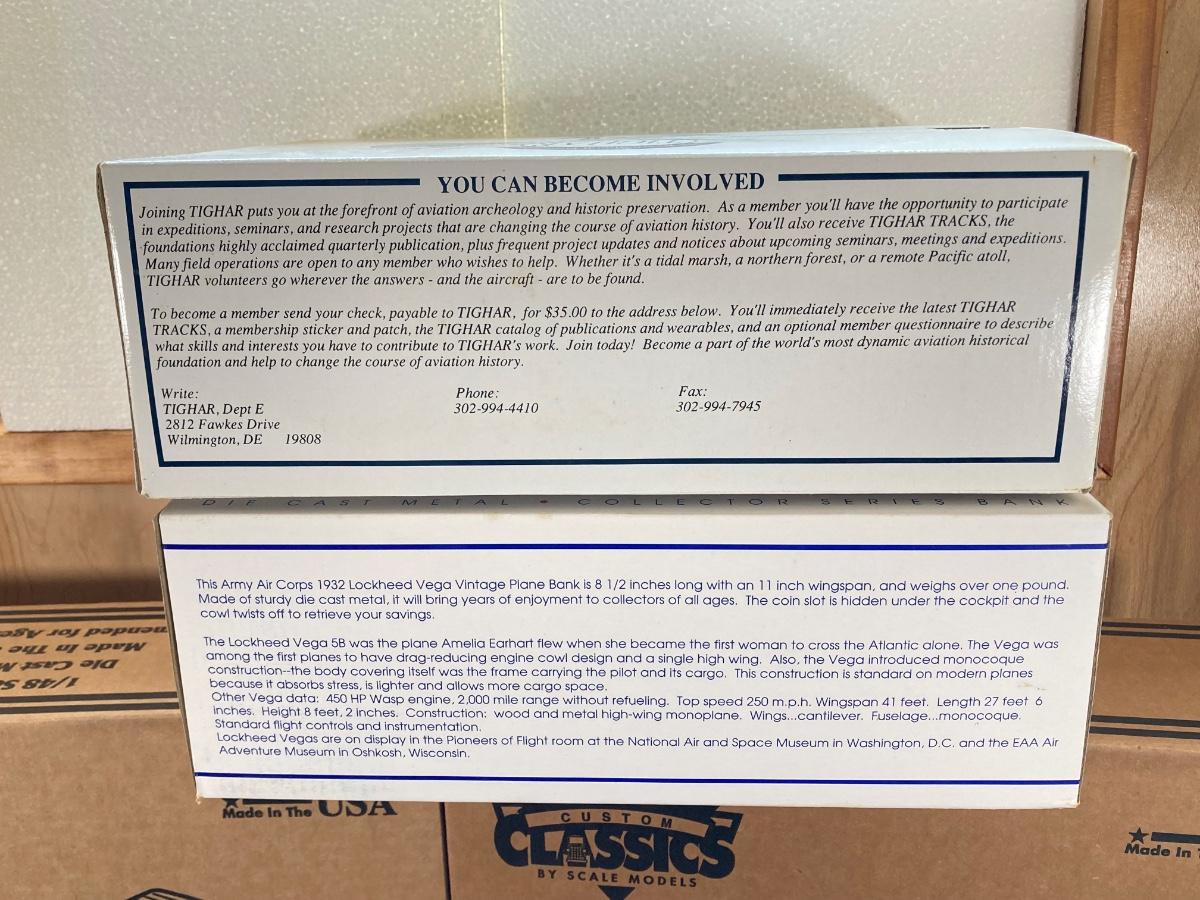 YOU CAN BECOME INVOLVED
Joining TIGHAR puts you at the forefront of aviation archeology and historic preservation. As a member you'll have the opportunity to participate
in expeditions, seminars, and research projects that are changing the course of aviation history. You'll also receive TIGHAR TRACKS, the
foundations highly acclaimed quarterly publication, plus frequent project updates and notices about upcoming seminars, meetings and expeditions.
Many field operations are open to any member who wishes to help. Whether it's a tidal marsh, a northern forest, or a remote Pacific atoll,
TIGHAR volunteers go wherever the answers - and the aircraft - are to be found.
To become a member send your check, payable to TIGHAR, for $35.00 to the address below. You'll immediately receive the latest TIGHAR
TRACKS, a membership sticker and patch, the TIGHAR catalog of publications and wearables, and an optional member questionnaire to describe
what skills and interests you have to contribute to TIGHAR's work. Join today! Become a part of the world's most dynamic aviation historical
foundation and help to change the course of aviation history.
Write: Phone: Fax:
TIGHAR, Dept E 302-994-4410 302-994-7945
2812 Fawkes Drive
Wilmington, DE 19808
DIE CAST METAL • COLLECTOR SERIES BANK
This Army Air Corps 1932 Lockheed Vega Vintage Plane Bank is 8 1/2 inches long with an 11 inch wingspan, and weighs over one pound.
Made of sturdy die cast metal, it will bring years of enjoyment to collectors of all ages. The coin slot is hidden under the cockpit and the
cowl twists off to retrieve your savings.
The Lockheed Vega 5B was the plane Amelia Earhart flew when she became the first woman to cross the Atlantic alone. The Vega was
among the first planes to have drag-reducing engine cowl design and a single high wing. Also, the Vega introduced monocoque
construction--the body covering itself was the frame carrying the pilot and its cargo. This construction is standard on modern planes
because it absorbs stress, is lighter and allows more cargo space.
Other Vega data: 450 HP Wasp engine, 2,000 mile range without refueling. Top speed 250 m.p.h. Wingspan 41 feet. Length 27 feet 6
inches. Height 8 feet, 2 inches. Construction: wood and metal high-wing monoplane. Wings...cantilever. Fuselage...monocoque.
Standard flight controls and instrumentation.
Lockheed Vegas are on display in the Pioneers of Flight room at the National Air and Space Museum in Washington, D.C. and the EAA Air
Adventure Museum in Oshkosh, Wisconsin.
mended for Age
Made In The
Die Cast M
1/48 S
Made In The USA
CUSTOM
CLASSICS
BY SCALE MODELS
Made In